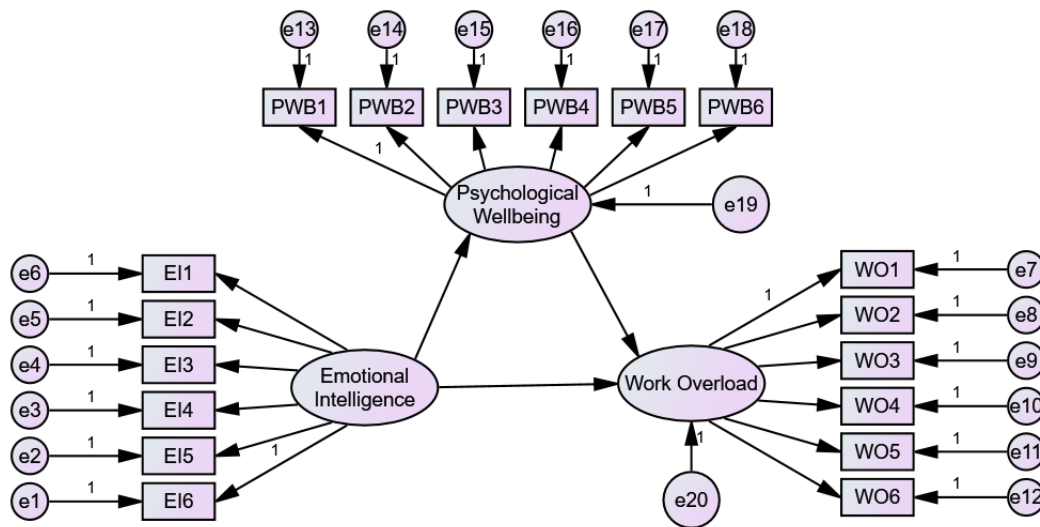 e13 e14 e15 e16 e17 e18
1 1 1 1 1 1
PWB1 PWB2 PWB3 PWB4 PWB5 PWB6
1
Psychological
Wellbeing
1
e19
e6 1 EI1
e5 1 EI2
e4 1 EI3
e3 1 EI4
e2 1 EI5
e1 1 EI6
1
Emotional
Intelligence
Work Overload
1
e20
1
WO1 1 e7
WO2 1 e8
WO3 1 e9
WO4 1 e10
WO5 1 e11
WO6 1 e12